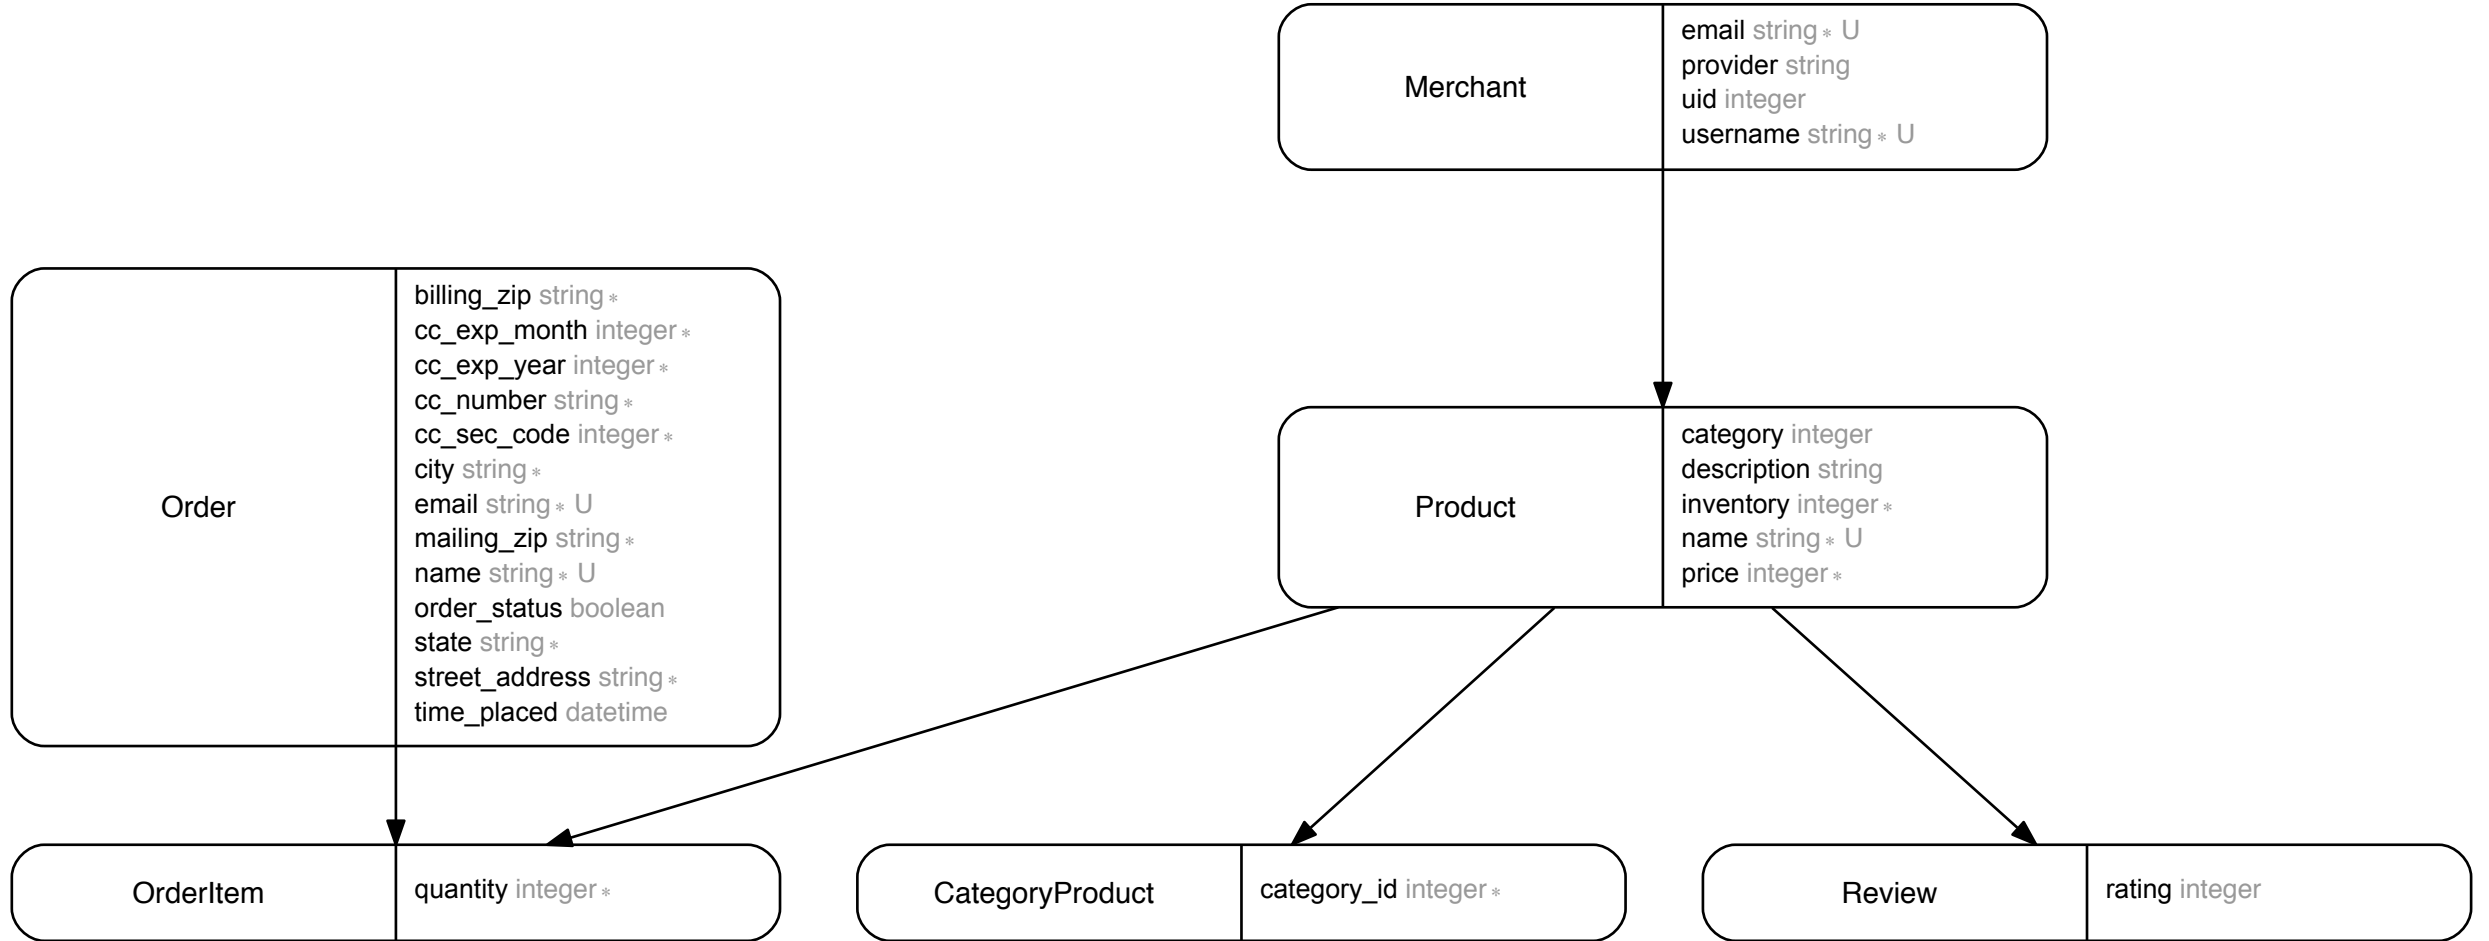 Merchant
email string * U
provider string
uid integer
username string * U
Order
billing_zip string *
cc_exp_month integer *
cc_exp_year integer *
cc_number string *
cc_sec_code integer *
city string *
email string * U
mailing_zip string *
name string * U
order_status boolean
state string *
street_address string *
time_placed datetime
Product
category integer
description string
inventory integer *
name string * U
price integer *
OrderItem
quantity integer *
CategoryProduct
category_id integer *
Review
rating integer